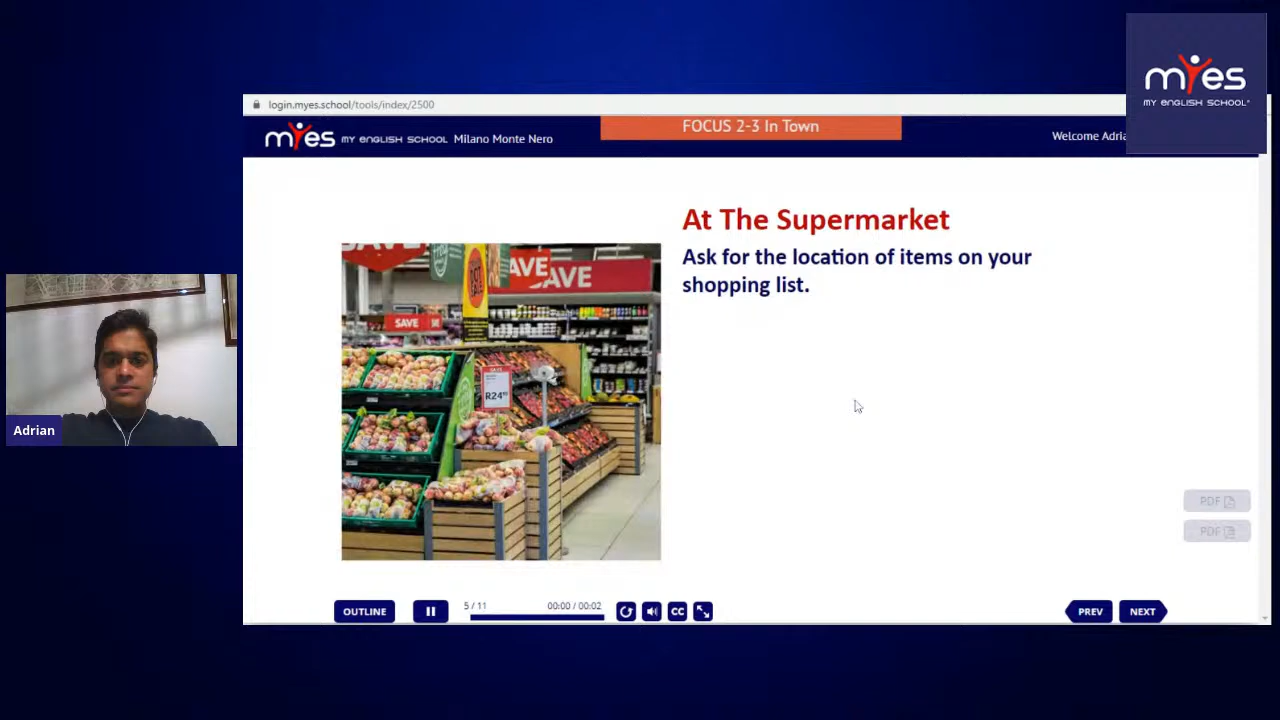 myes
MY ENGLISH SCHOOL®
login.myes.school/tools/index/2500
myes MY ENGLISH SCHOOL Milano Monte Nero
FOCUS 2-3 In Town
Welcome Adria
At The Supermarket
Ask for the location of items on your
shopping list.
SAVE
SAVE
SAVE
R24
Adrian
PDF
PDF
OUTLINE
5 / 11
00:00 / 00:02
CC
PREV
NEXT